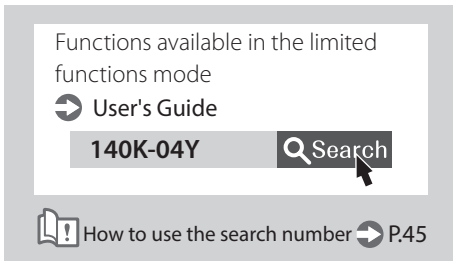 Functions available in the limited
functions mode
User's Guide
140K-04Y Search
How to use the search number P.45